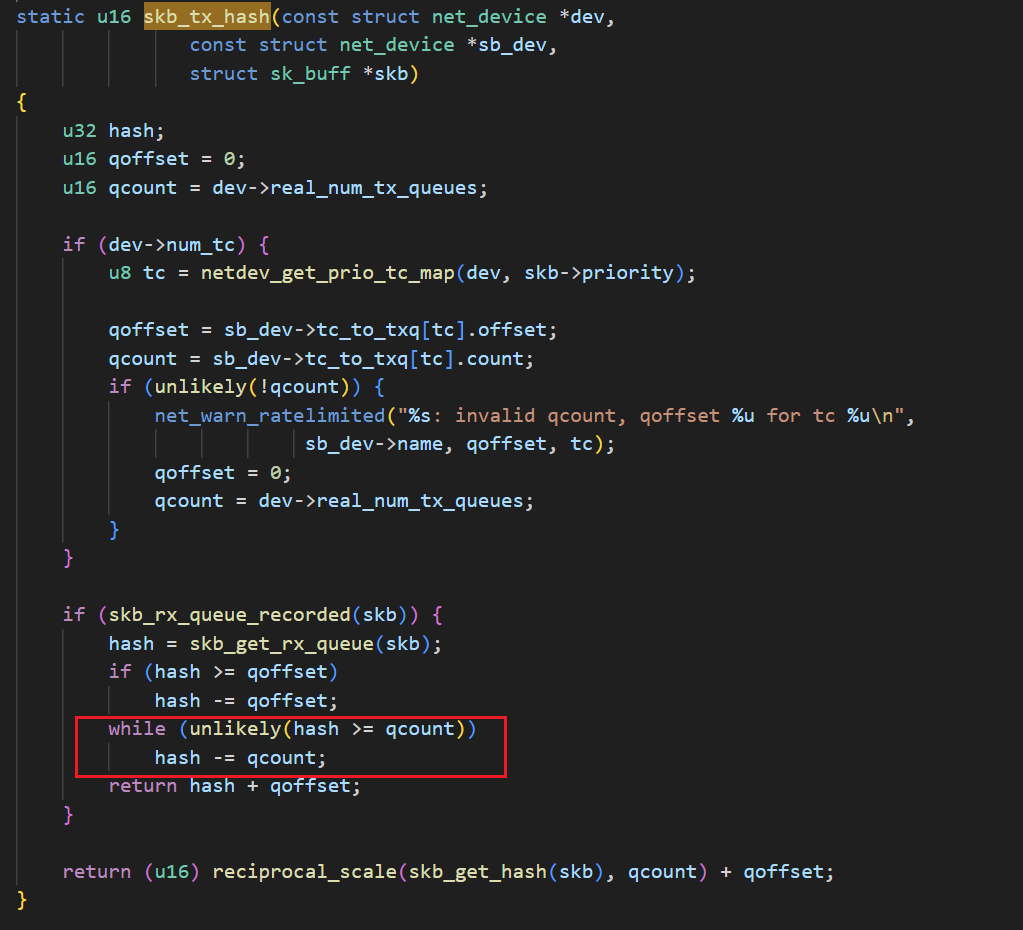 static u16 skb_tx_hash(const struct net_device *dev,
const struct net_device *sb_dev,
struct sk_buff *skb)
{
u32 hash;
u16 qoffset = 0;
u16 qcount = dev->real_num_tx_queues;
if (dev->num_tc) {
u8 tc = netdev_get_prio_tc_map(dev, skb->priority);
qoffset = sb_dev->tc_to_txq[tc].offset;
qcount = sb_dev->tc_to_txq[tc].count;
if (unlikely(!qcount)) {
net_warn_ratelimited("%s: invalid qcount, qoffset %u for tc %u\n",
sb_dev->name, qoffset, tc);
qoffset = 0;
qcount = dev->real_num_tx_queues;
}
}
if (skb_rx_queue_recorded(skb)) {
hash = skb_get_rx_queue(skb);
if (hash >= qoffset)
hash -= qoffset;
while (unlikely(hash >= qcount))
hash -= qcount;
return hash + qoffset;
}
return (u16) reciprocal_scale(skb_get_hash(skb), qcount) + qoffset;
}